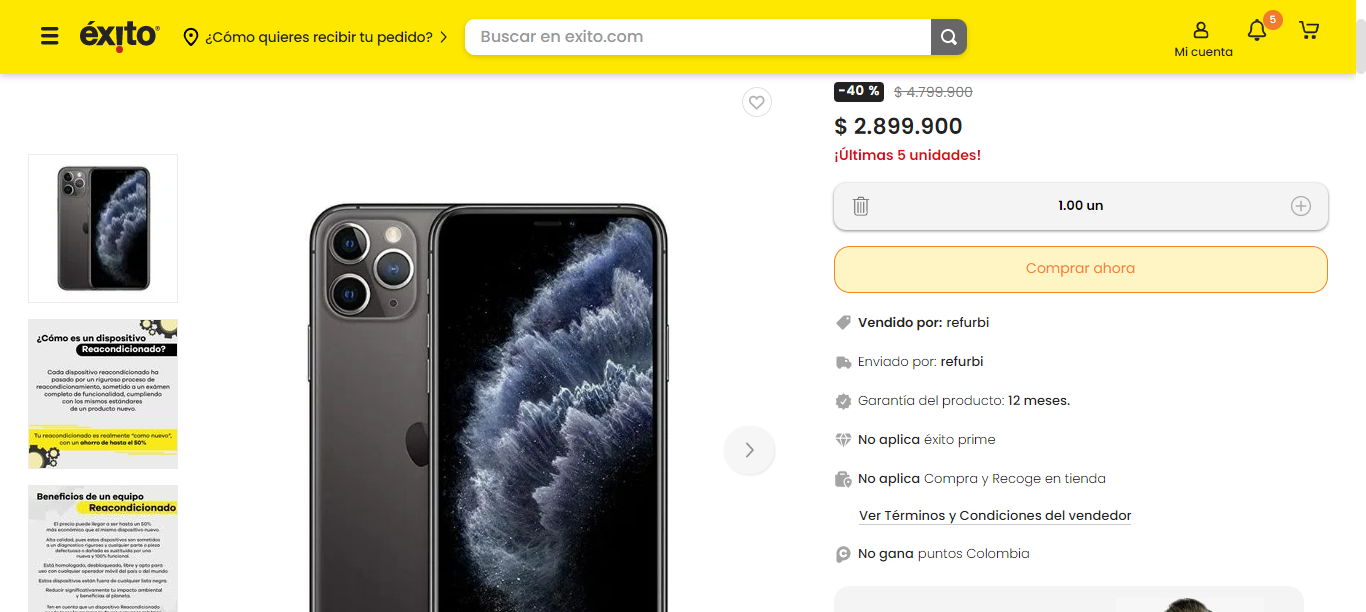 éxito
¿Cómo quieres recibir tu pedido?
Buscar en exito.com
5
Mi cuenta
-40 % $ 4.799.900
$ 2.899.900
¡Últimas 5 unidades!
1.00 un
Comprar ahora
Vendido por: refurbi
Enviado por: refurbi
Garantía del producto: 12 meses.
No aplica éxito prime
No aplica Compra y Recoge en tienda
Ver Términos y Condiciones del vendedor
No gana puntos Colombia
¿Cómo es un dispositivo
Reacondicionado?
Cada dispositivo reacondicionado ha
pasado por un riguroso proceso de
reacondicionamiento, sometido a un exámen
completo de funcionalidad, cumpliendo
con los mismos estándares
de un producto nuevo.
Tu reacondicionado es realmente "como nuevo",
con un ahorro de hasta el 50%
Beneficios de un equipo
Reacondicionado
El precio puede llegar a ser hasta un 50%
más económico que el mismo dispositivo nuevo.
Alta calidad, pues estos dispositivos son sometidos
a un diagnostico riguroso y cualquier parte o pieza
defectuosa o dañada es sustituida por una
nueva y 100% funcional.
Está homologado, desbloqueado, libre y apto para
uso con cualquier operador móvil del país o del mundo
Estos dispositivos están fuera de cualquier lista negra.
Reducir significativamente tu impacto ambiental
y beneficias al planeta.
Ten en cuenta que un dispositivo Reacondicionado